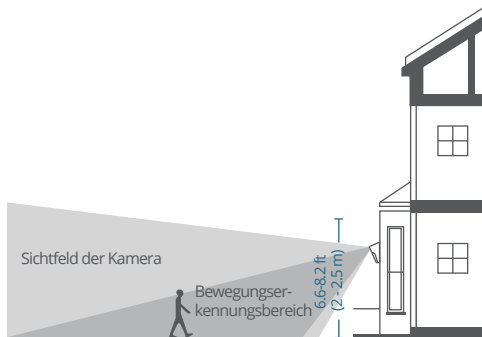 Sichtfeld der Kamera
Bewegungser-
kennungsbereich
6.6-8.2 ft
(2 - 2.5 m)